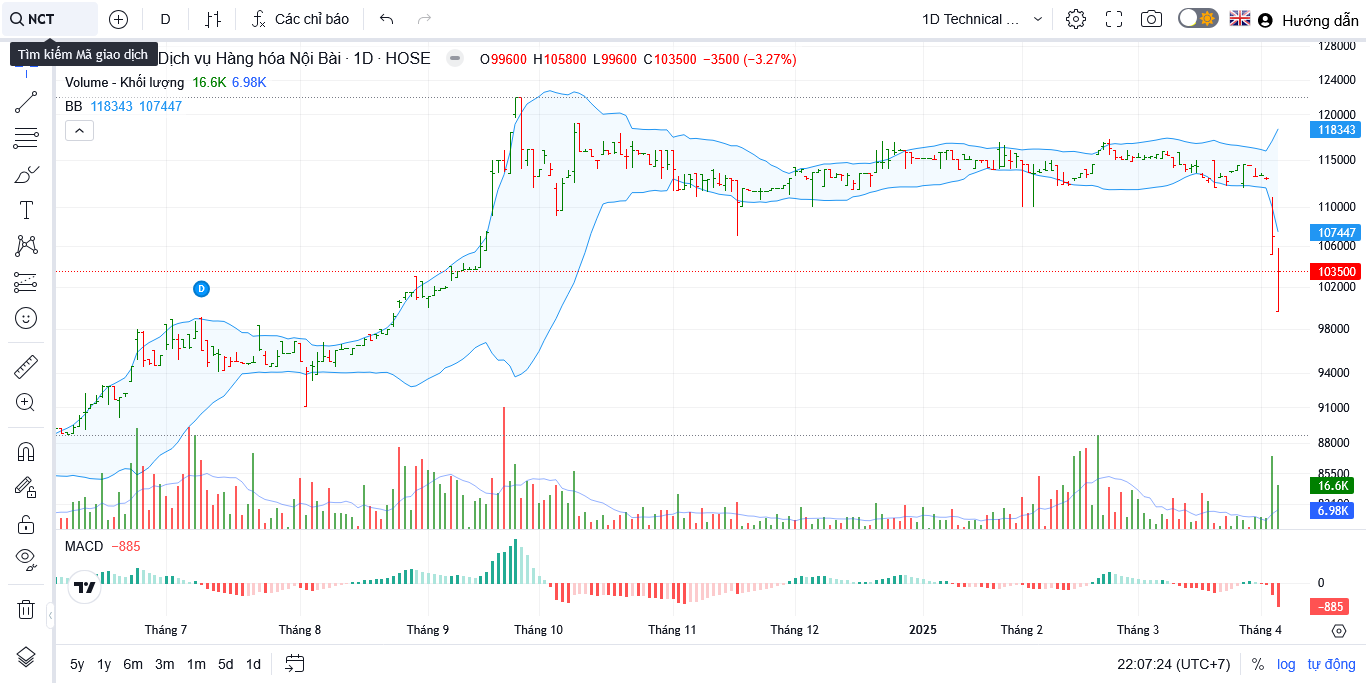 NCT
D
Các chỉ báo
1D Technical ...
Hướng dẫn
Tìm kiếm Mã giao dịch
Dịch vụ Hàng hóa Nội Bài · 1D · HOSE
O99600 H105800 L99600 C103500 −3500 (−3.27%)
Volume - Khối lượng 16.6K 6.98K
BB 118343 107447
128000
124000
120000
118343
115000
110000
107447
106000
103500
102000
98000
94000
91000
88000
85500
16.6K
6.98K
D
MACD −885
0
−885
Tháng 7 Tháng 8 Tháng 9 Tháng 10 Tháng 11 Tháng 12 2025 Tháng 2 Tháng 3 Tháng 4
5y 1y 6m 3m 1m 5d 1d
22:07:24 (UTC+7) % log tự động